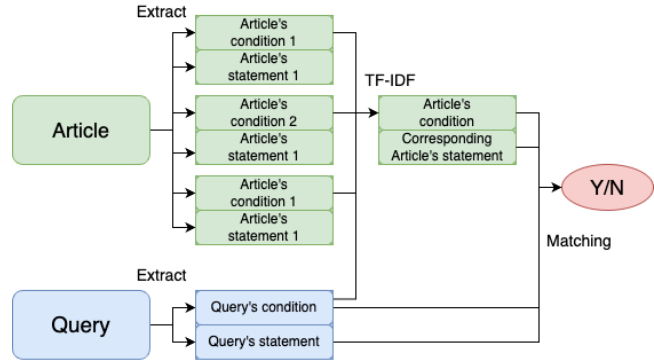 Extract
Article's
condition 1
Article's
statement 1
Article
Article's
condition 2
Article's
statement 1
Article's
condition 1
Article's
statement 1
TF-IDF
Article's
condition
Corresponding
Article's statement
Y/N
Matching
Extract
Query
Query's condition
Query's statement